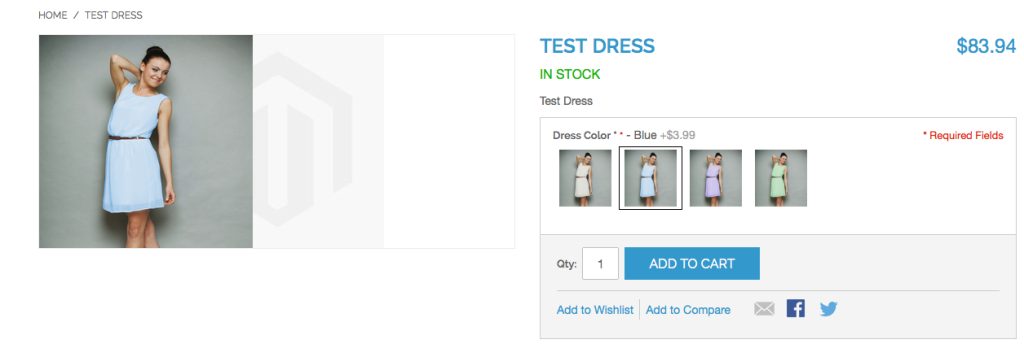 HOME / TEST DRESS
TEST DRESS $83.94
IN STOCK
Test Dress
Dress Color * * - Blue +$3.99 * Required Fields
Qty: 1 ADD TO CART
Add to Wishlist Add to Compare